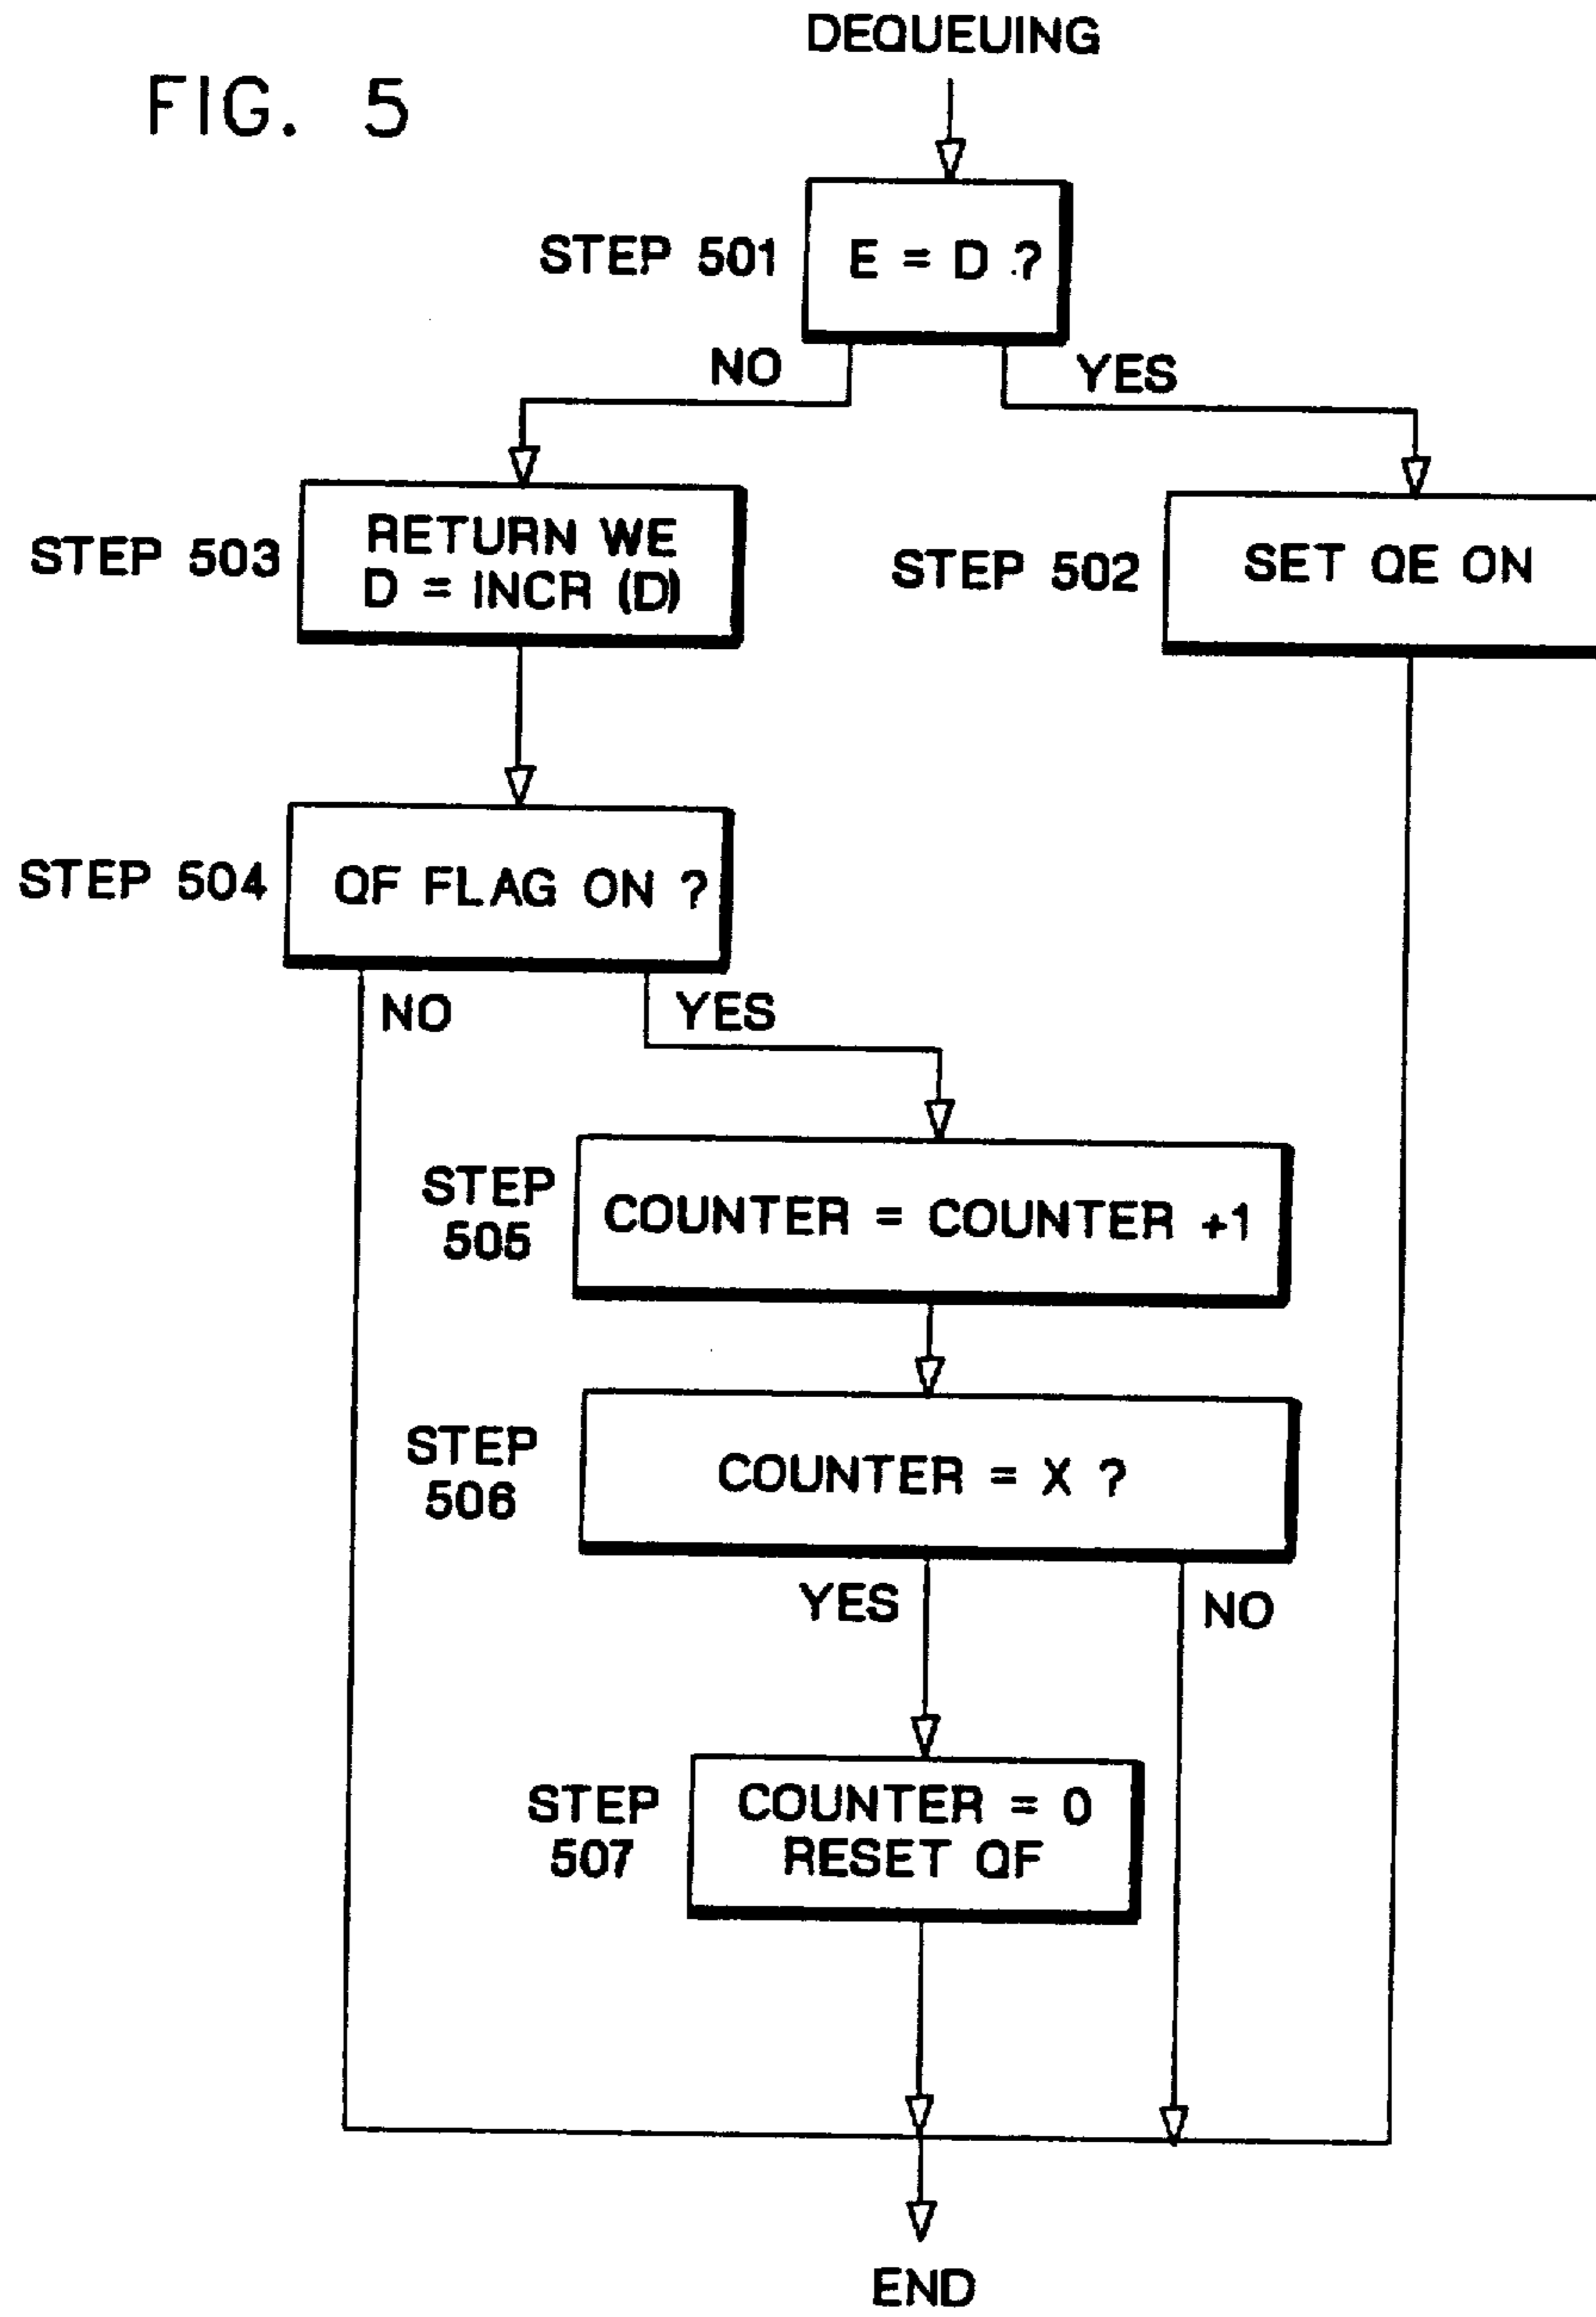 DEQUEUING
FIG. 5
STEP 501
E = D ?
NO
YES
STEP 503
RETURN WE
D = INCR (D)
STEP 502
SET QE ON
STEP 504
QF FLAG ON ?
NO
YES
STEP
505
COUNTER = COUNTER +1
STEP
506
COUNTER = X ?
YES
NO
STEP
507
COUNTER = 0
RESET QF
END